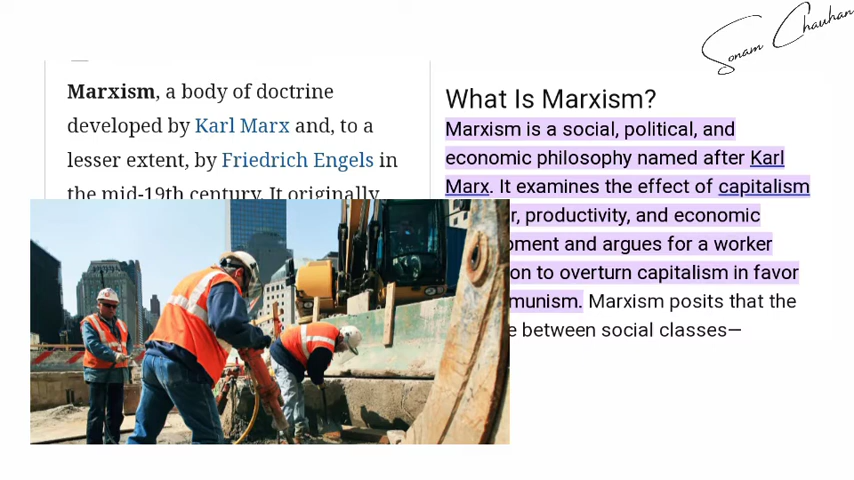 Sonam Chauhan
Marxism, a body of doctrine
developed by Karl Marx and, to a
lesser extent, by Friedrich Engels in
the mid-19th century. It originally
What Is Marxism?
Marxism is a social, political, and
economic philosophy named after Karl
Marx. It examines the effect of capitalism
, productivity, and economic
and argues for a worker
to overturn capitalism in favor
Marxism posits that the
between social classes—